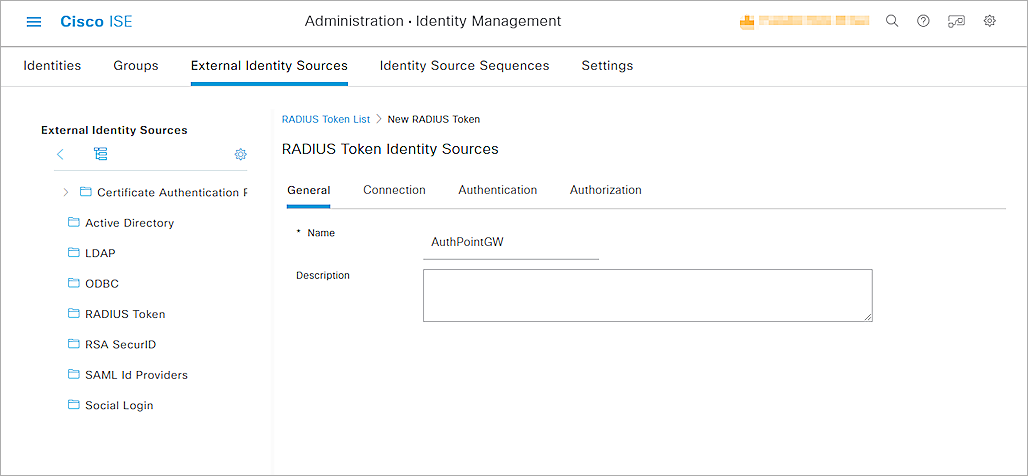 Cisco ISE
Administration · Identity Management
Identities Groups External Identity Sources Identity Source Sequences Settings
External Identity Sources
Certificate Authentication
Active Directory
LDAP
ODBC
RADIUS Token
RSA SecurID
SAML Id Providers
Social Login
RADIUS Token List > New RADIUS Token
RADIUS Token Identity Sources
General Connection Authentication Authorization
* Name
AuthPointGW
Description